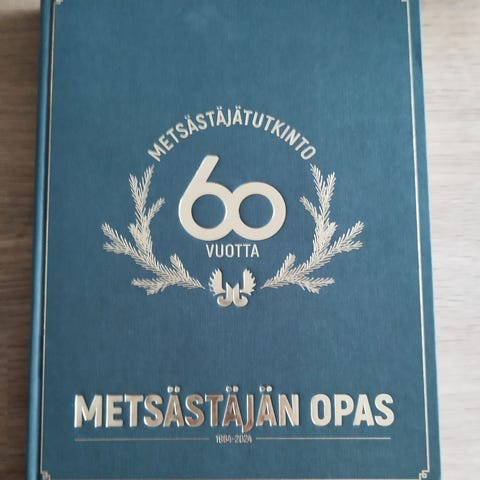 METSÄSTÄJÄTUTKINTO
60
VUOTTA
METSÄSTÄJÄN OPAS
1964-2024